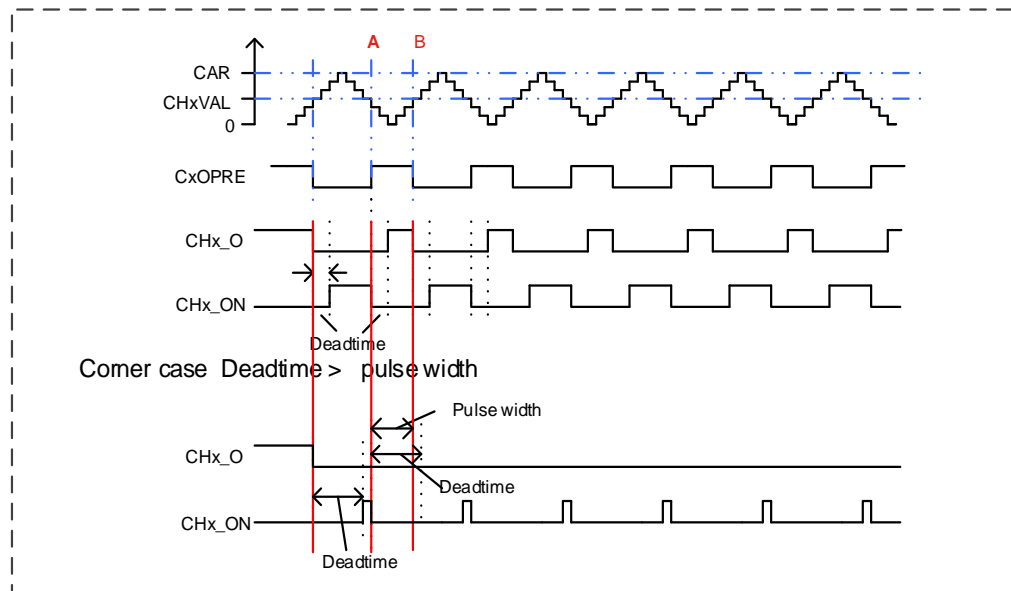 A B
CAR
CHxVAL
0
CxOPRE
CHx_O
CHx_ON
Deadtime
Corner case Deadtime > pulse width
Pulse width
CHx_O
Deadtime
CHx_ON
Deadtime